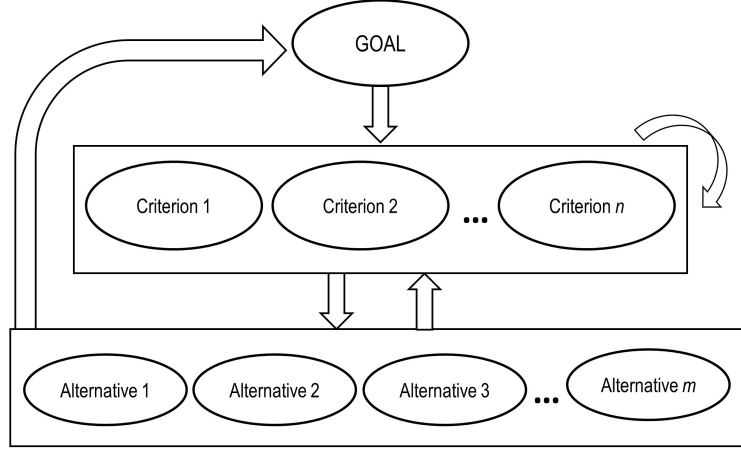 GOAL
Criterion 1
Criterion 2
...
Criterion n
Alternative 1
Alternative 2
Alternative 3
...
Alternative m